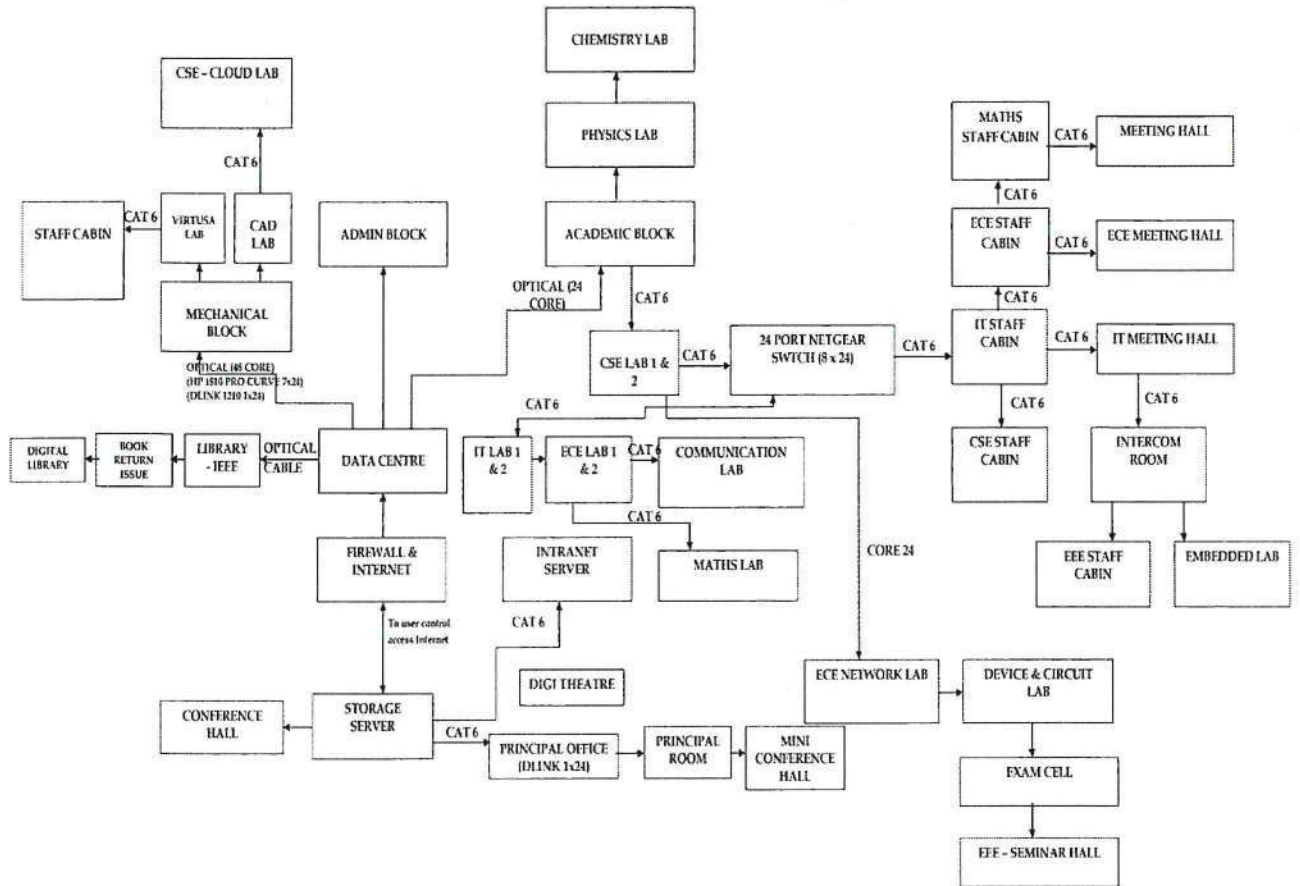 CHEMISTRY LAB
CSE – CLOUD LAB
PHYSICS LAB
MATHS
STAFF CABIN
CAT 6
MEETING HALL
CAT 6
CAT 6
STAFF CABIN
CAT 6
VIRTUSA
LAB
CAD
LAB
ADMIN BLOCK
ACADEMIC BLOCK
ECE STAFF
CABIN
CAT 6
ECE MEETING HALL
OPTICAL (24
CORE)
CAT 6
CAT 6
MECHANICAL
BLOCK
CSE LAB 1 &
2
CAT 6
24 PORT NETGEAR
SWTCH (8 x 24)
CAT 6
IT STAFF
CABIN
CAT 6
IT MEETING HALL
OPTICAL (48 CORE)
(HP 1810 PRO CURVE 7x24)
(DLINK 1210 1x24)
CAT 6
CAT 6
CAT 6
DIGITAL
LIBRARY
BOOK
RETURN
ISSUE
LIBRARY
- IEEE
OPTICAL
CABLE
DATA CENTRE
IT LAB 1
& 2
ECE LAB 1
& 2
CAT 6
COMMUNICATION
LAB
CSE STAFF
CABIN
INTERCOM
ROOM
CAT 6
FIREWALL &
INTERNET
INTRANET
SERVER
MATHS LAB
CORE 24
EEE STAFF
CABIN
EMBEDDED LAB
To user control
access Internet
CAT 6
DIGI THEATRE
ECE NETWORK LAB
DEVICE & CIRCUIT
LAB
CONFERENCE
HALL
STORAGE
SERVER
CAT 6
PRINCIPAL OFFICE
(DLINK 1x24)
PRINCIPAL
ROOM
MINI
CONFERENCE
HALL
EXAM CELL
EEE – SEMINAR HALL